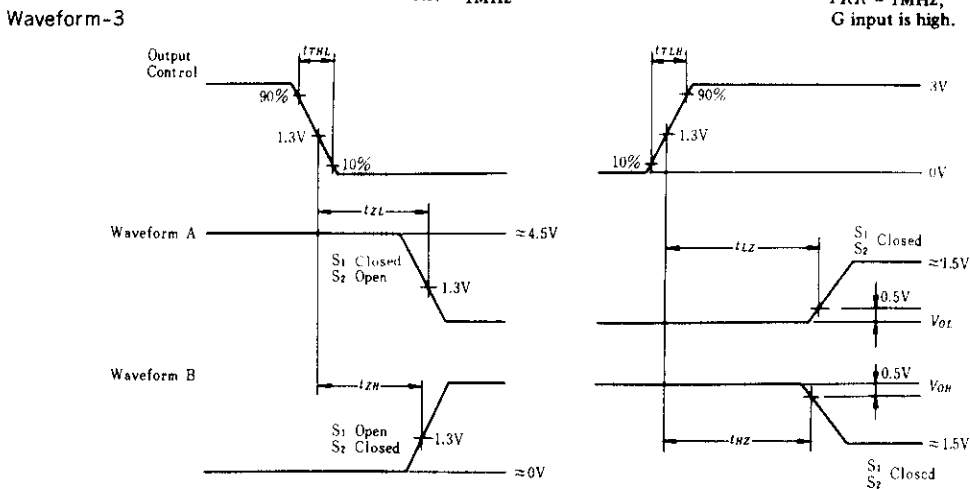 1MHz
1MHz,
Waveform-3
G input is high.
tTHL
tTLH
Output
Control
90%
90%
3V
1.3V
1.3V
10%
10%
0V
tZL
tLZ
S1
S2 Closed
Waveform A
≈4.5V
S1 Closed
S2 Open
≈1.5V
1.3V
0.5V
VOL
Waveform B
0.5V
VOH
tZH
S1 Open
S2 Closed
1.3V
tHZ
≈1.5V
≈0V
S1
S2 Closed